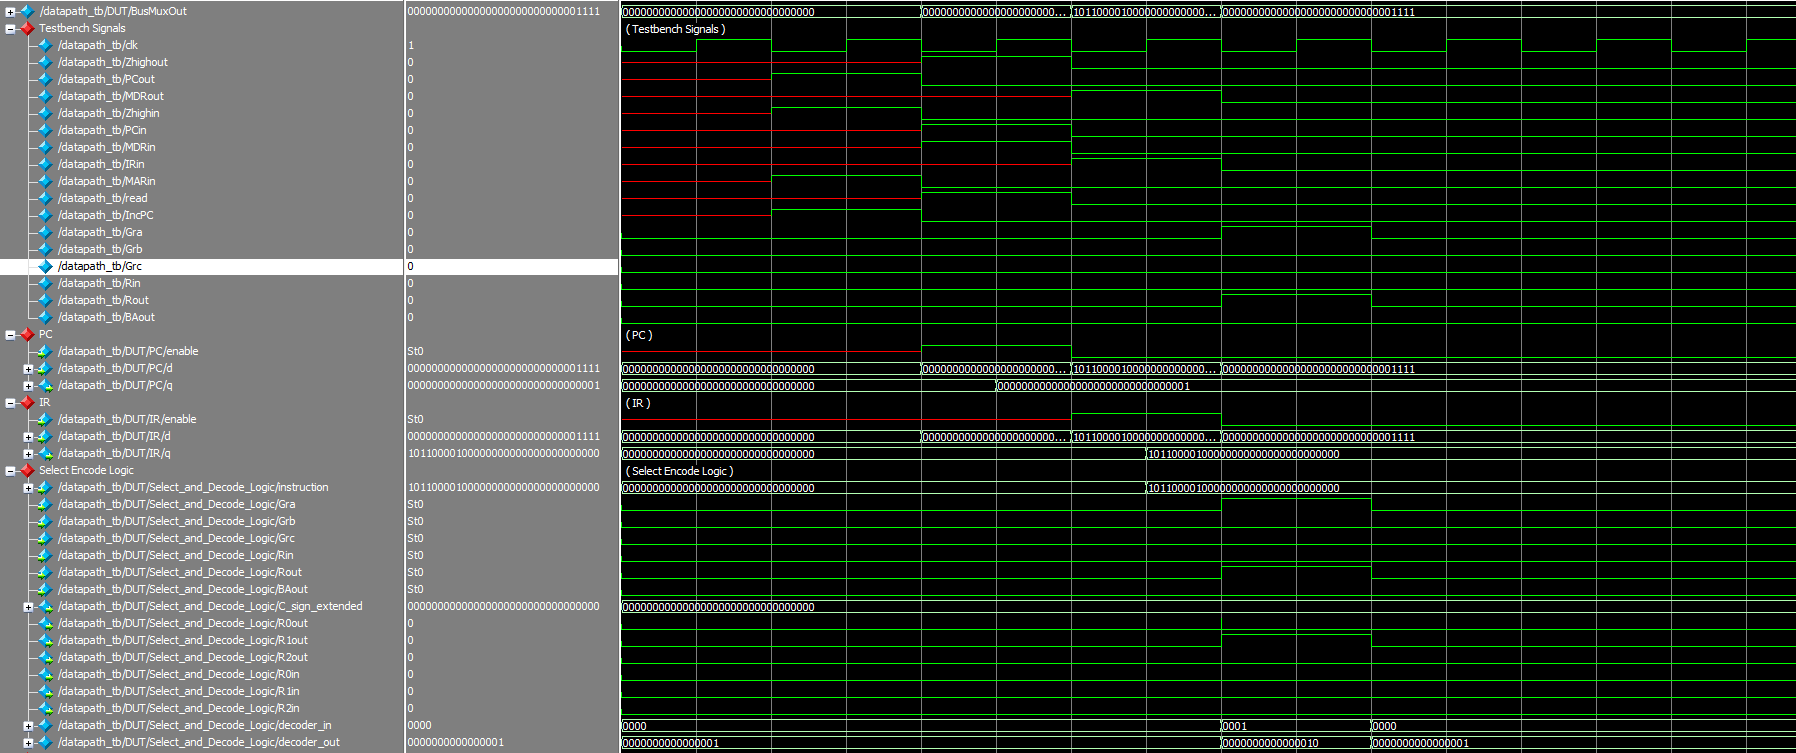 /datapath_tb/DUT/BusMuxOut 00000000000000000000000000001111 00000000000000000000000000000000 0000000000000000000000... 1011000010000000000000... 00000000000000000000000000001111
Testbench Signals (Testbench Signals)
/datapath_tb/clk 1
/datapath_tb/Zhighout 0
/datapath_tb/PCout 0
/datapath_tb/MDRout 0
/datapath_tb/Zhighin 0
/datapath_tb/PCin 0
/datapath_tb/MDRin 0
/datapath_tb/IRin 0
/datapath_tb/MARin 0
/datapath_tb/read 0
/datapath_tb/IncPC 0
/datapath_tb/Gra 0
/datapath_tb/Grb 0
/datapath_tb/Grc 0
/datapath_tb/Rin 0
/datapath_tb/Rout 0
/datapath_tb/BAout 0
PC (PC)
/datapath_tb/DUT/PC/enable St0
/datapath_tb/DUT/PC/d 00000000000000000000000000001111 00000000000000000000000000000000 0000000000000000000000... 1011000010000000000000... 00000000000000000000000000001111
/datapath_tb/DUT/PC/q 00000000000000000000000000000001 00000000000000000000000000000000 00000000000000000000000000000001
IR (IR)
/datapath_tb/DUT/IR/enable St0
/datapath_tb/DUT/IR/d 00000000000000000000000000001111 00000000000000000000000000000000 0000000000000000000000... 1011000010000000000000... 00000000000000000000000000001111
/datapath_tb/DUT/IR/q 10110000100000000000000000000000 00000000000000000000000000000000 10110000100000000000000000000000
Select Encode Logic (Select Encode Logic)
/datapath_tb/DUT/Select_and_Decode_Logic/instruction 10110000100000000000000000000000 00000000000000000000000000000000 10110000100000000000000000000000
/datapath_tb/DUT/Select_and_Decode_Logic/Gra St0
/datapath_tb/DUT/Select_and_Decode_Logic/Grb St0
/datapath_tb/DUT/Select_and_Decode_Logic/Grc St0
/datapath_tb/DUT/Select_and_Decode_Logic/Rin St0
/datapath_tb/DUT/Select_and_Decode_Logic/Rout St0
/datapath_tb/DUT/Select_and_Decode_Logic/BAout St0
/datapath_tb/DUT/Select_and_Decode_Logic/C_sign_extended 00000000000000000000000000000000 00000000000000000000000000000000
/datapath_tb/DUT/Select_and_Decode_Logic/R0out 0
/datapath_tb/DUT/Select_and_Decode_Logic/R1out 0
/datapath_tb/DUT/Select_and_Decode_Logic/R2out 0
/datapath_tb/DUT/Select_and_Decode_Logic/R0in 0
/datapath_tb/DUT/Select_and_Decode_Logic/R1in 0
/datapath_tb/DUT/Select_and_Decode_Logic/R2in 0
/datapath_tb/DUT/Select_and_Decode_Logic/decoder_in 0000 0000 0001 0000
/datapath_tb/DUT/Select_and_Decode_Logic/decoder_out 0000000000000001 0000000000000001 0000000000000010 0000000000000001